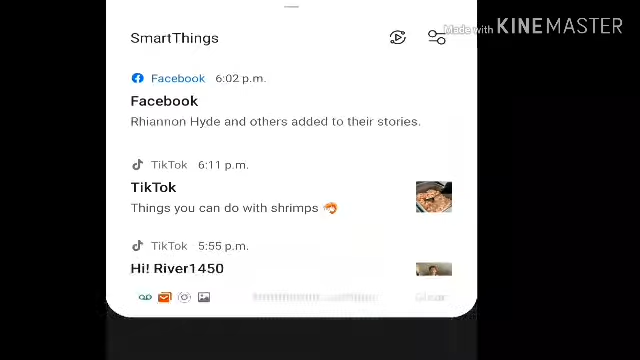 SmartThings
Made with KINEMASTER
Facebook 6:02 p.m.
Facebook
Rhiannon Hyde and others added to their stories.
TikTok 6:11 p.m.
TikTok
Things you can do with shrimps 🦐
TikTok 5:55 p.m.
Hi! River1450
Clear